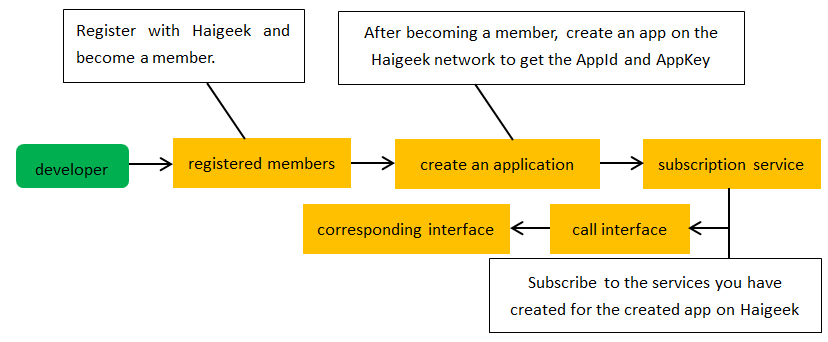 Register with Haigeek and
become a member.
After becoming a member, create an app on the
Haigeek network to get the AppId and AppKey
developer
registered members
create an application
subscription service
corresponding interface
call interface
Subscribe to the services you have
created for the created app on Haigeek